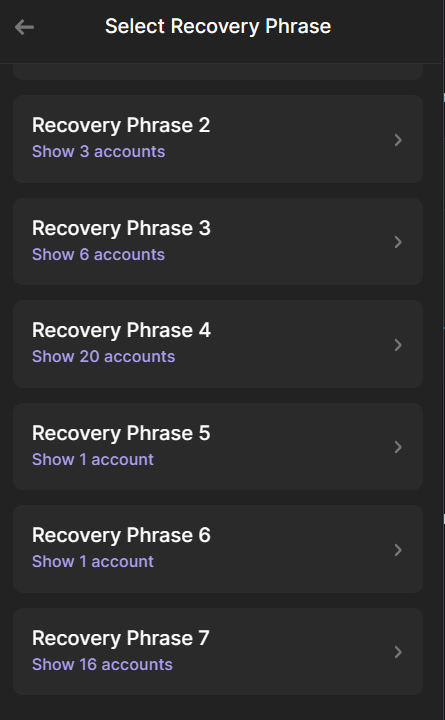 Select Recovery Phrase
Recovery Phrase 2
Show 3 accounts
Recovery Phrase 3
Show 6 accounts
Recovery Phrase 4
Show 20 accounts
Recovery Phrase 5
Show 1 account
Recovery Phrase 6
Show 1 account
Recovery Phrase 7
Show 16 accounts